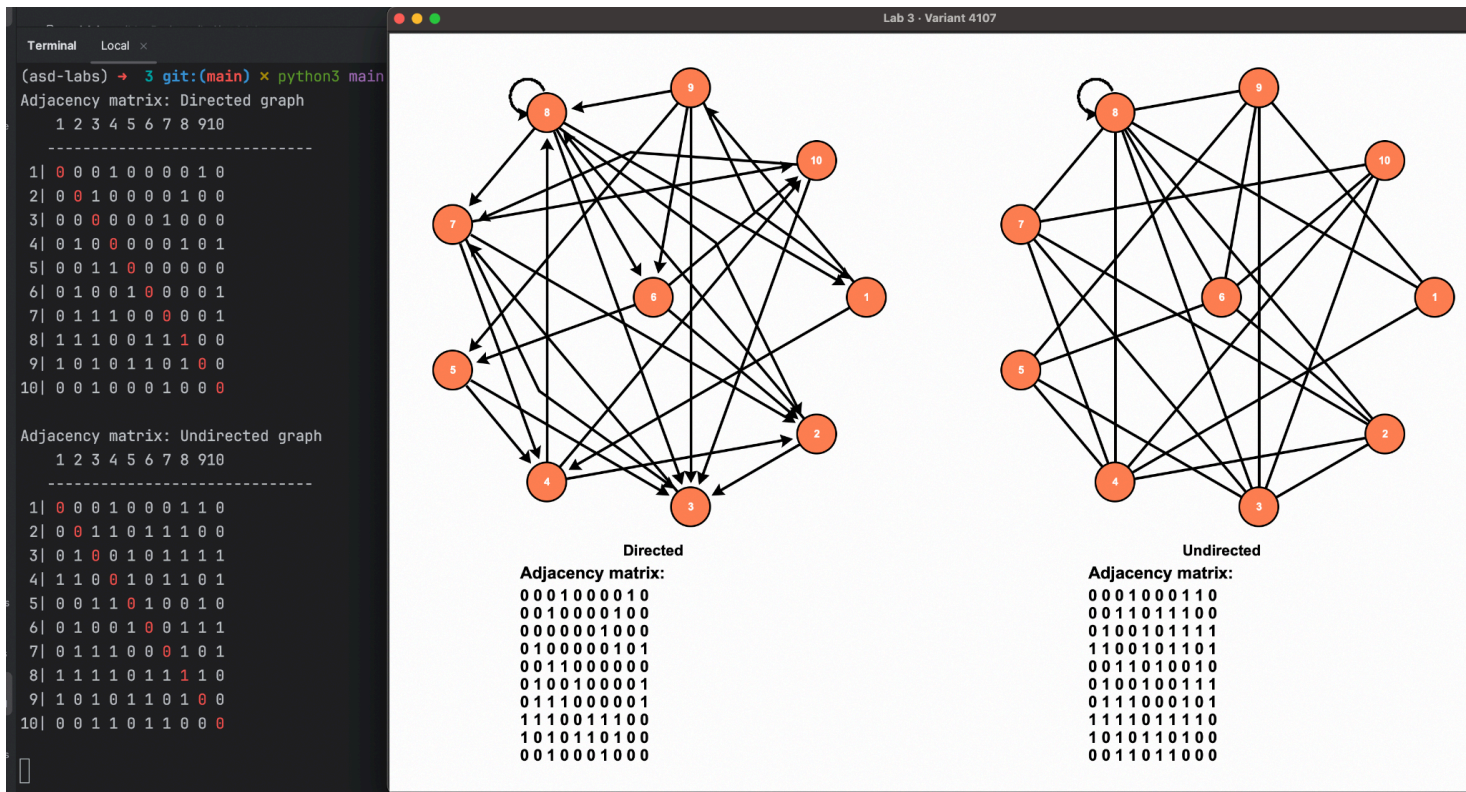 Terminal Local ×
(asd-labs) → 3 git:(main) × python3 main
Adjacency matrix: Directed graph
1 2 3 4 5 6 7 8 910
------------------------------
1| 0 0 0 1 0 0 0 0 1 0
2| 0 0 1 0 0 0 0 1 0 0
3| 0 0 0 0 0 0 1 0 0 0
4| 0 1 0 0 0 0 0 1 0 1
5| 0 0 1 1 0 0 0 0 0 0
6| 0 1 0 0 1 0 0 0 0 1
7| 0 1 1 1 0 0 0 0 0 1
8| 1 1 1 0 0 1 1 1 0 0
9| 1 0 1 0 1 1 0 1 0 0
10| 0 0 1 0 0 0 1 0 0 0
Adjacency matrix: Undirected graph
1 2 3 4 5 6 7 8 910
------------------------------
1| 0 0 0 1 0 0 0 1 1 0
2| 0 0 1 1 0 1 1 1 0 0
3| 0 1 0 0 1 0 1 1 1 1
4| 1 1 0 0 1 0 1 1 0 1
5| 0 0 1 1 0 1 0 0 1 0
6| 0 1 0 0 1 0 0 1 1 1
7| 0 1 1 1 0 0 0 1 0 1
8| 1 1 1 1 0 1 1 1 1 0
9| 1 0 1 0 1 1 0 1 0 0
10| 0 0 1 1 0 1 1 0 0 0
Lab 3 · Variant 4107
9
8
10
7
6
1
5
2
4
3
Directed
Adjacency matrix:
0 0 0 1 0 0 0 0 1 0
0 0 1 0 0 0 0 1 0 0
0 0 0 0 0 0 1 0 0 0
0 1 0 0 0 0 0 1 0 1
0 0 1 1 0 0 0 0 0 0
0 1 0 0 1 0 0 0 0 1
0 1 1 1 0 0 0 0 0 1
1 1 1 0 0 1 1 1 0 0
1 0 1 0 1 1 0 1 0 0
0 0 1 0 0 0 1 0 0 0
9
8
10
7
6
1
5
2
4
3
Undirected
Adjacency matrix:
0 0 0 1 0 0 0 1 1 0
0 0 1 1 0 1 1 1 0 0
0 1 0 0 1 0 1 1 1 1
1 1 0 0 1 0 1 1 0 1
0 0 1 1 0 1 0 0 1 0
0 1 0 0 1 0 0 1 1 1
0 1 1 1 0 0 0 1 0 1
1 1 1 1 0 1 1 1 1 0
1 0 1 0 1 1 0 1 0 0
0 0 1 1 0 1 1 0 0 0